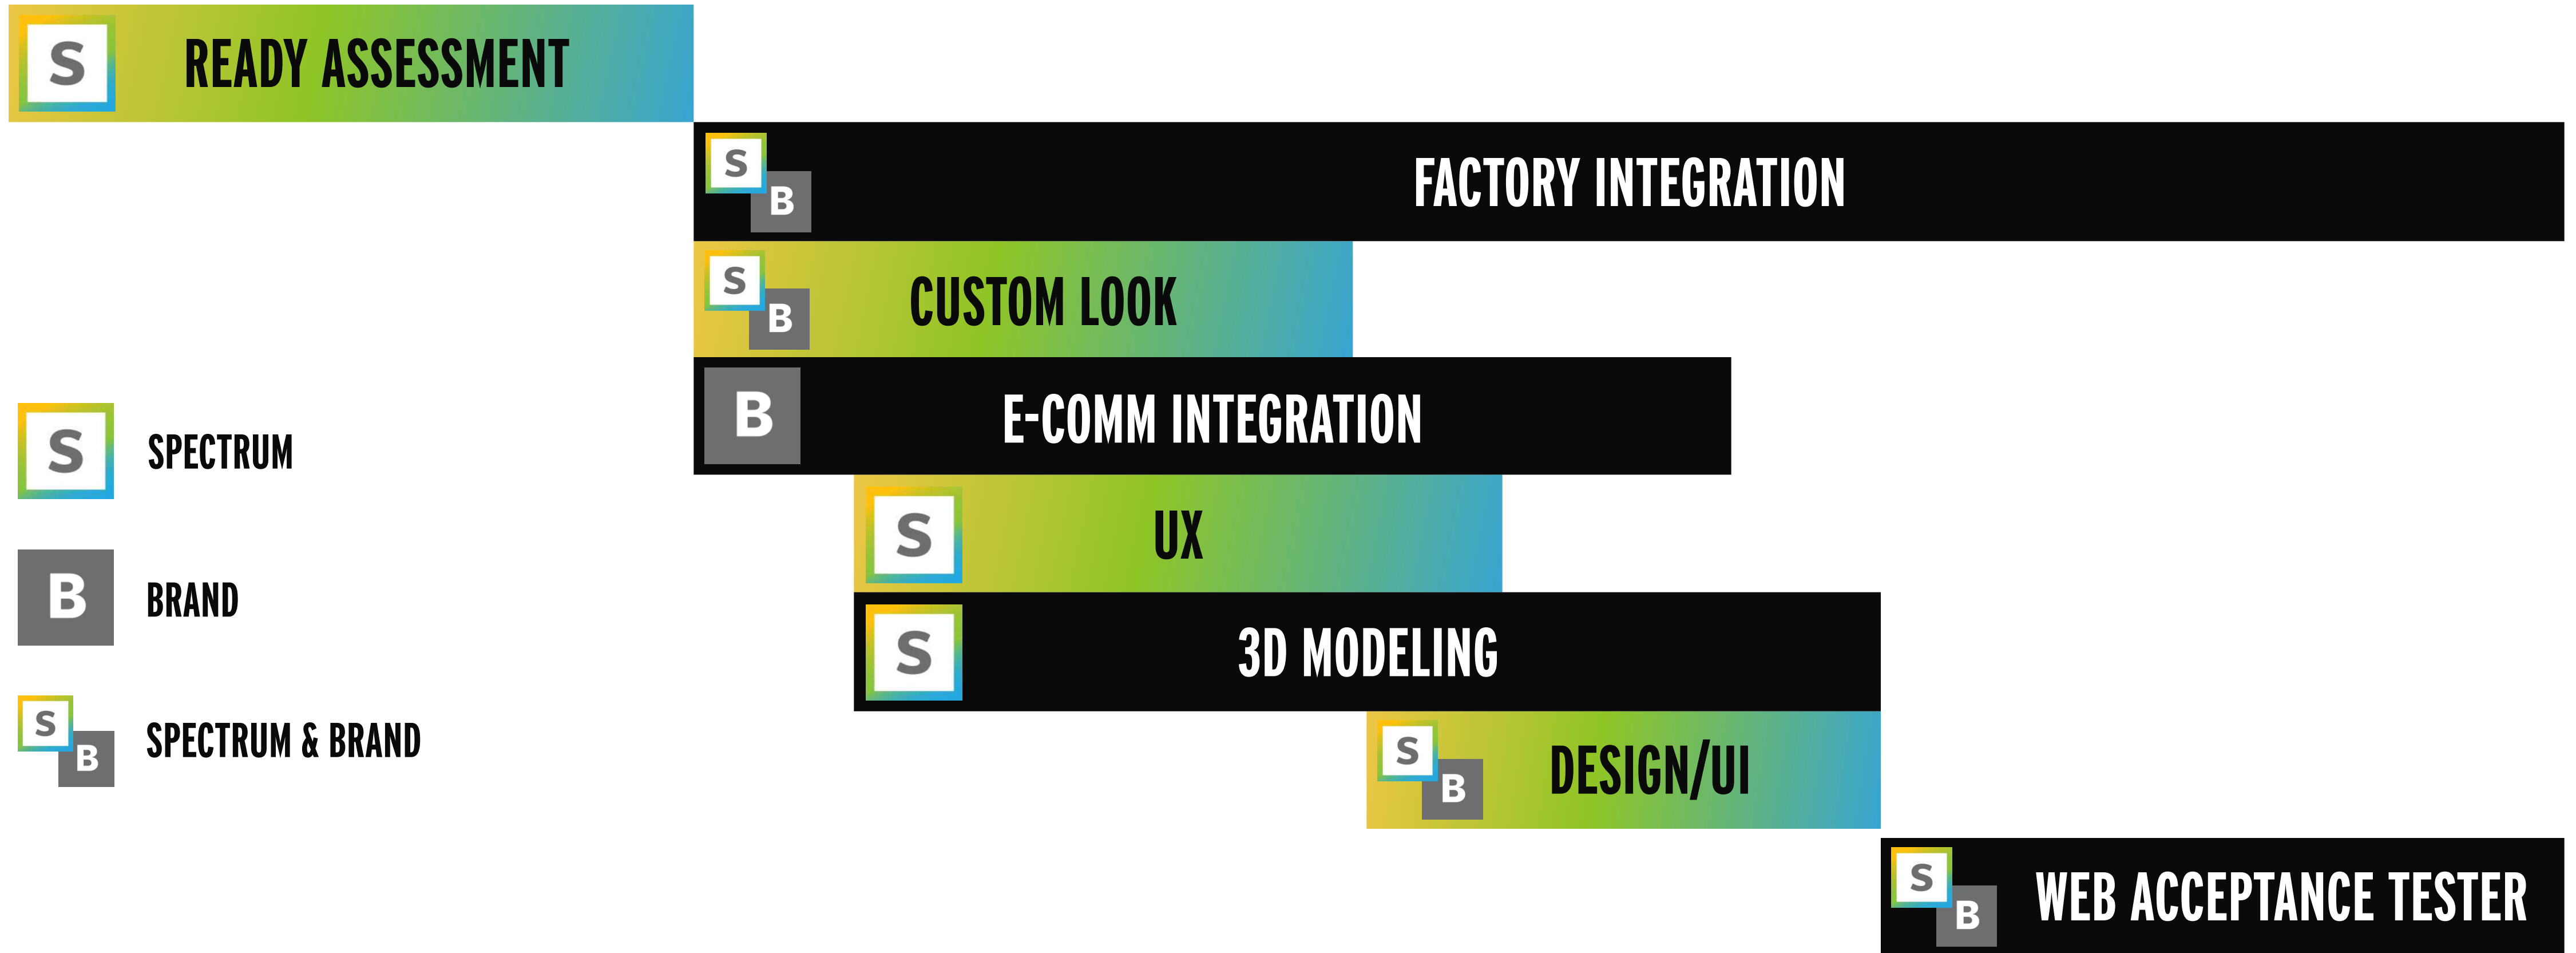 S READY ASSESSMENT
S B FACTORY INTEGRATION
S B CUSTOM LOOK
B E-COMM INTEGRATION
S SPECTRUM
S UX
B BRAND
S 3D MODELING
S B SPECTRUM & BRAND
S B DESIGN/UI
S B WEB ACCEPTANCE TESTER